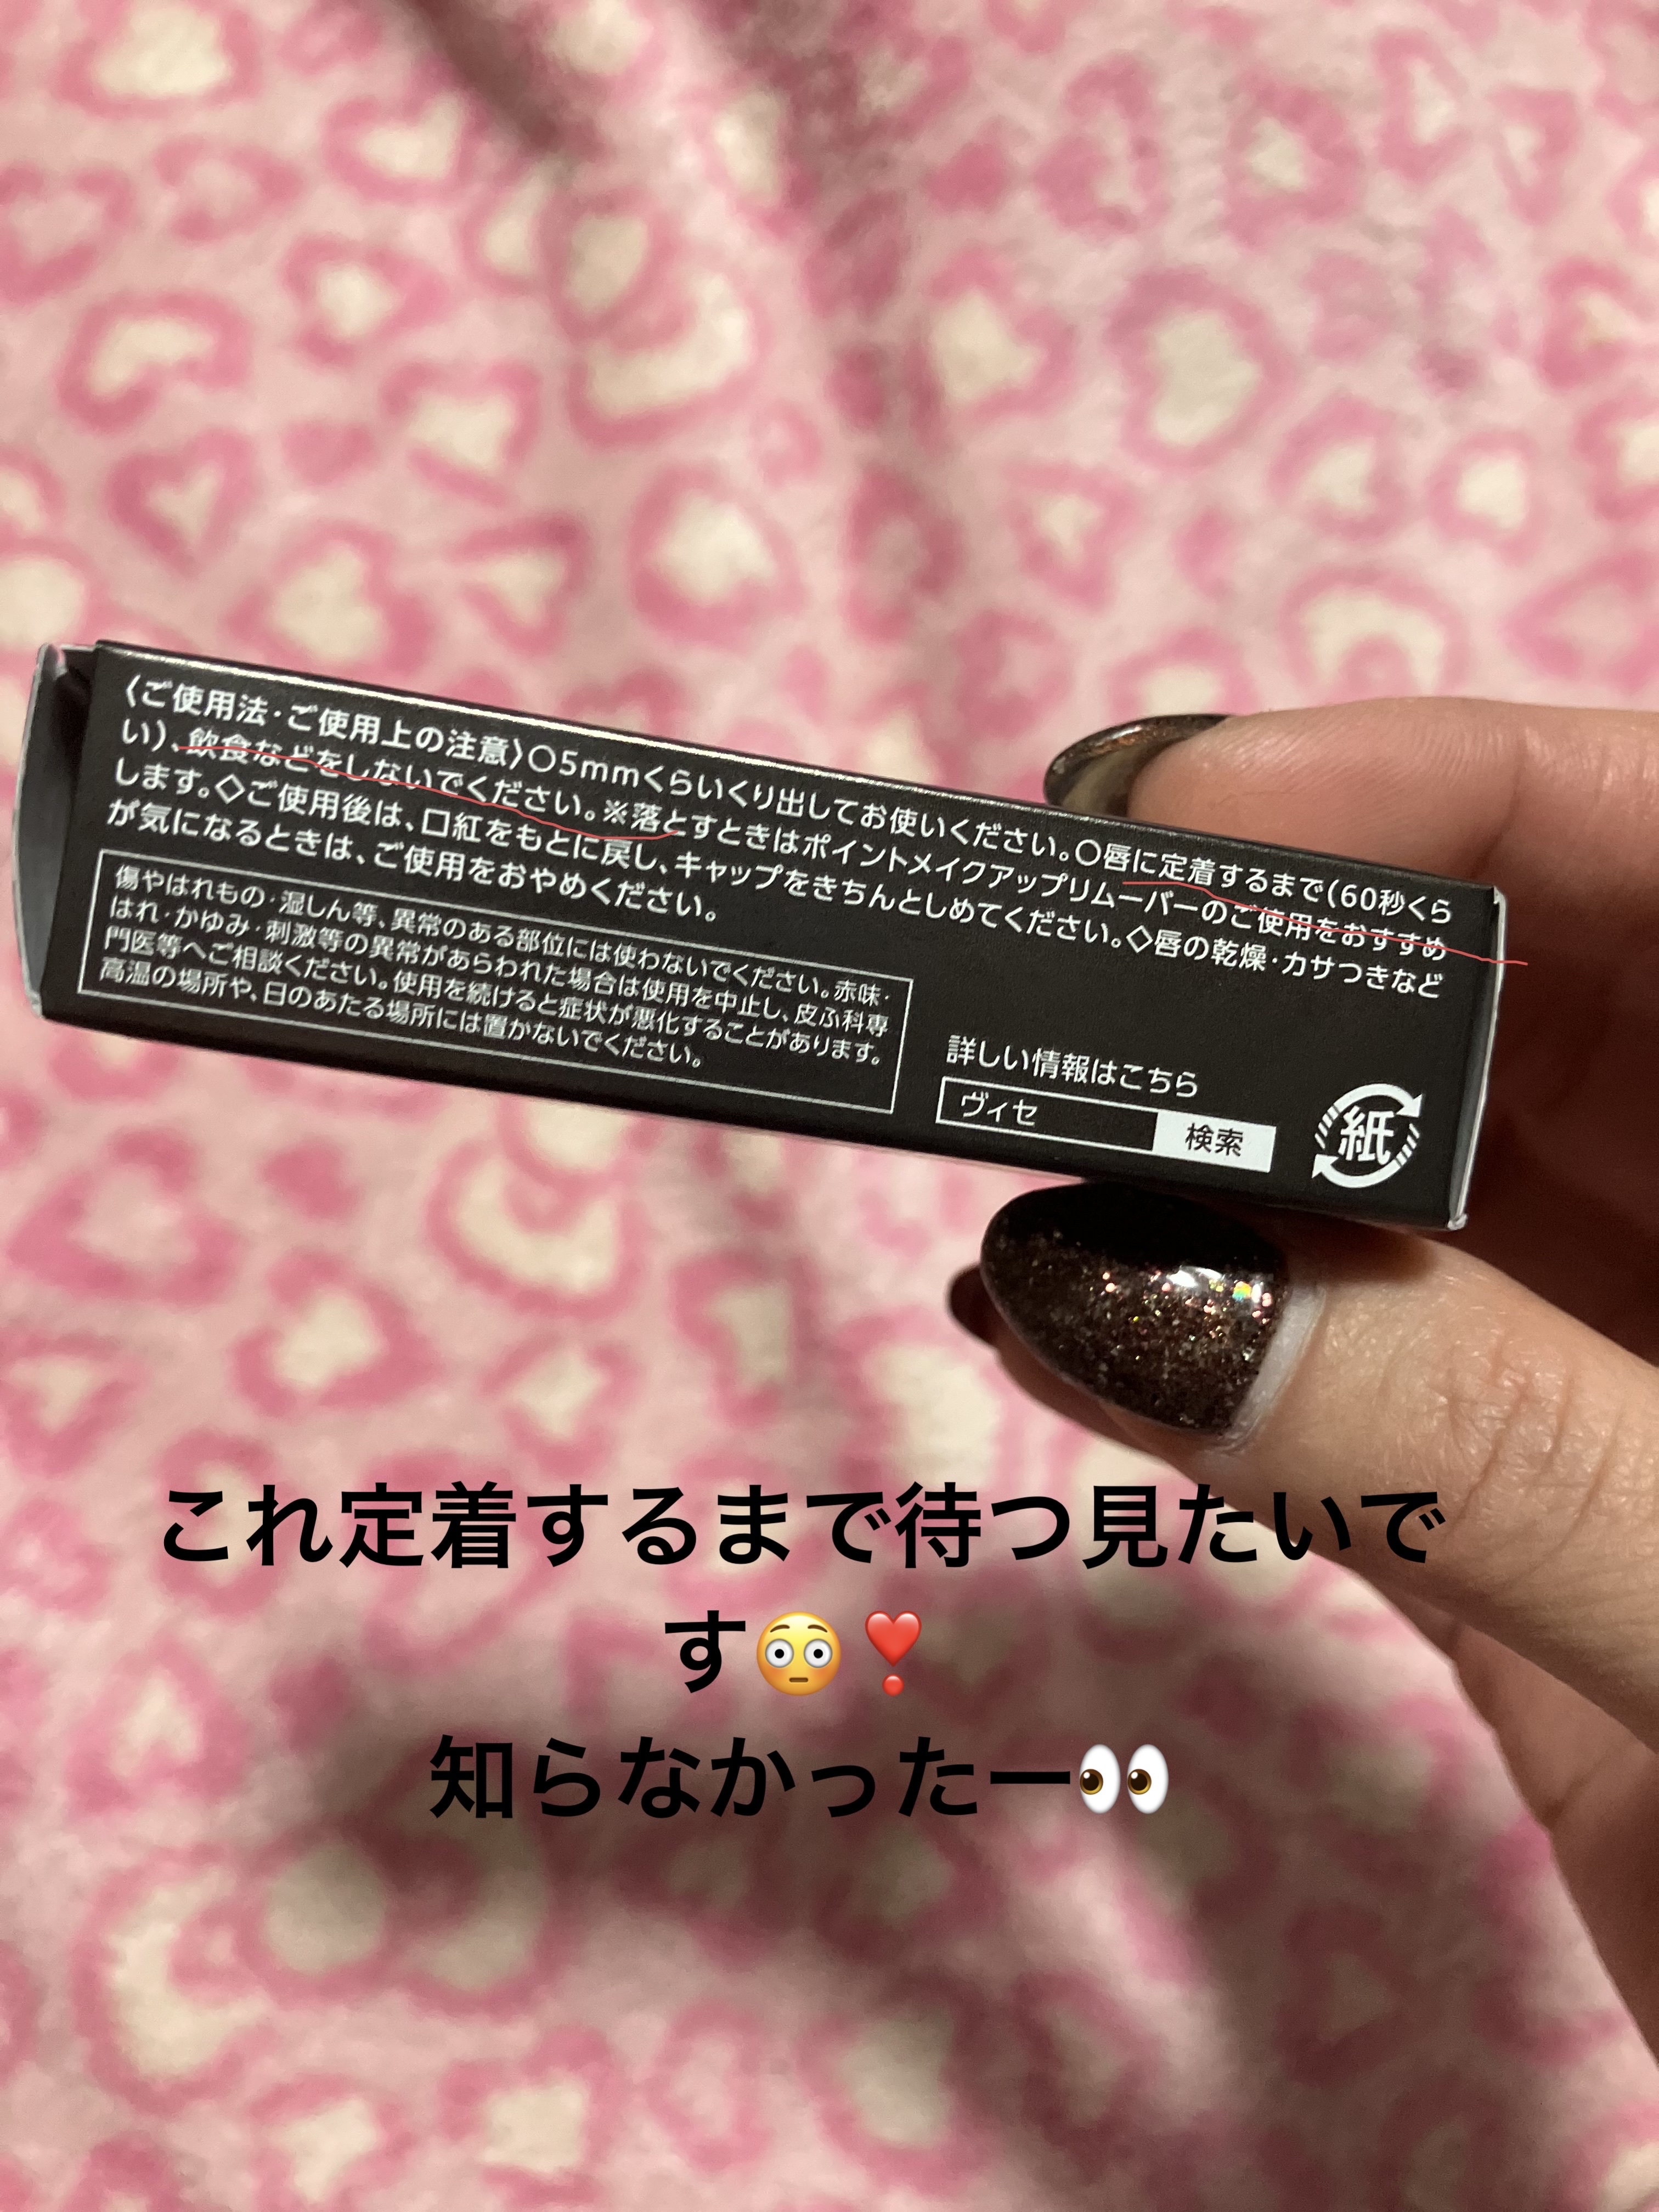 〈ご使用法・ご使用上の注意〉○5mmくらいくり出してお使いください。○唇に定着するまで(60秒くら
い)、飲食などをしないでください。※落とすときはポイントメイクアップリムーバーのご使用をおすすめ
します。◇ご使用後は、口紅をもとに戻し、キャップをきちんとしめてください。◇唇の乾燥・カサつきなど
が気になるときは、ご使用をおやめください。
傷やはれもの・湿しん等、異常のある部位には使わないでください。赤味・
はれ・かゆみ・刺激等の異常があらわれた場合は使用を中止し、皮ふ科専
門医等へご相談ください。使用を続けると症状が悪化することがあります。
高温の場所や、日のあたる場所には置かないでください。
詳しい情報はこちら
ヴィセ 検索
紙
これ定着するまで待つ見たいで
す😳❣️
知らなかったー👀